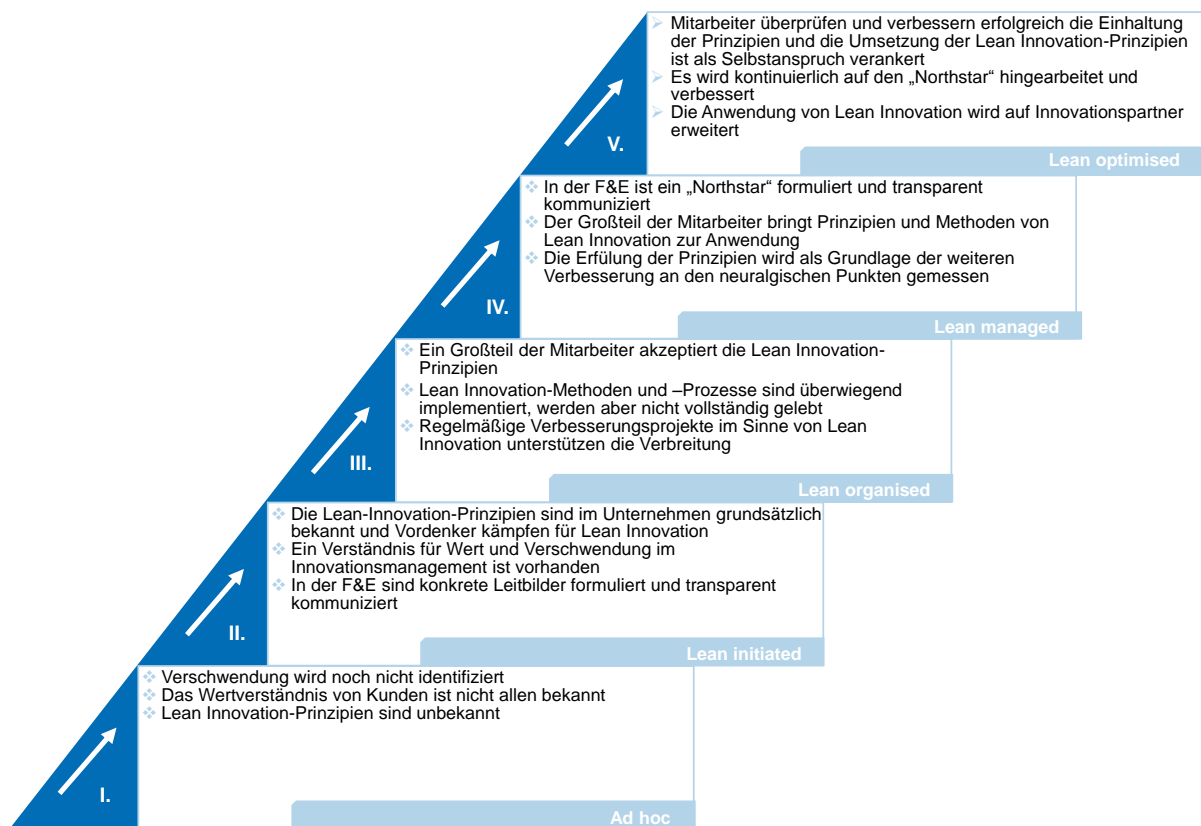 Mitarbeiter überprüfen und verbessern erfolgreich die Einhaltung
der Prinzipien und die Umsetzung der Lean Innovation-Prinzipien
ist als Selbstanspruch verankert
Es wird kontinuierlich auf den „Northstar“ hingearbeitet und
verbessert
Die Anwendung von Lean Innovation wird auf Innovationspartner
erweitert
V.
Lean optimised
In der F&E ist ein „Northstar“ formuliert und transparent
kommuniziert
Der Großteil der Mitarbeiter bringt Prinzipien und Methoden von
Lean Innovation zur Anwendung
Die Erfülung der Prinzipien wird als Grundlage der weiteren
Verbesserung an den neuralgischen Punkten gemessen
IV.
Lean managed
Ein Großteil der Mitarbeiter akzeptiert die Lean Innovation-
Prinzipien
Lean Innovation-Methoden und –Prozesse sind überwiegend
implementiert, werden aber nicht vollständig gelebt
Regelmäßige Verbesserungsprojekte im Sinne von Lean
Innovation unterstützen die Verbreitung
III.
Lean organised
Die Lean-Innovation-Prinzipien sind im Unternehmen grundsätzlich
bekannt und Vordenker kämpfen für Lean Innovation
Ein Verständnis für Wert und Verschwendung im
Innovationsmanagement ist vorhanden
In der F&E sind konkrete Leitbilder formuliert und transparent
kommuniziert
II.
Lean initiated
Verschwendung wird noch nicht identifiziert
Das Wertverständnis von Kunden ist nicht allen bekannt
Lean Innovation-Prinzipien sind unbekannt
I.
Ad hoc